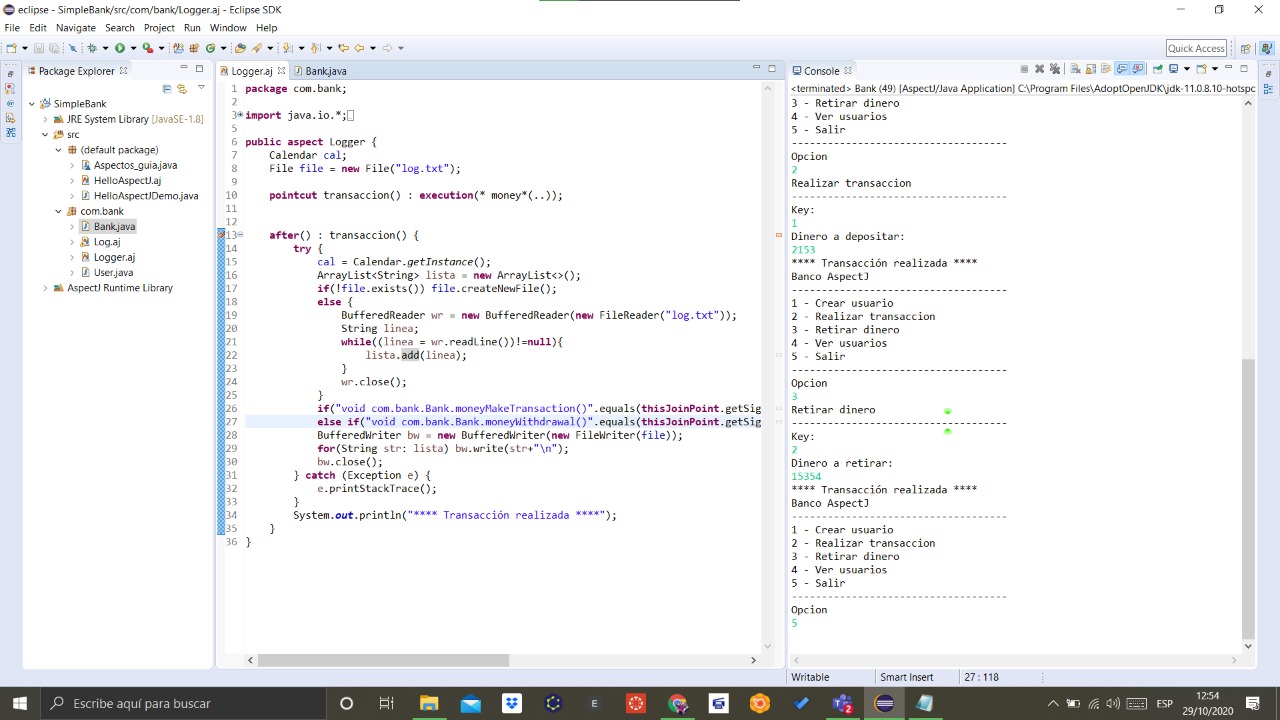 eclipse - SimpleBank/src/com/bank/Logger.aj - Eclipse SDK
File Edit Navigate Search Project Run Window Help
Quick Access
Package Explorer
SimpleBank
JRE System Library [JavaSE-1.8]
src
(default package)
Aspectos_guia.java
HelloAspectJ.aj
HelloAspectJDemo.java
com.bank
Bank.java
Log.aj
Logger.aj
User.java
AspectJ Runtime Library
Logger.aj Bank.java
1 package com.bank;
2
3 import java.io.*;
5
6 public aspect Logger {
7 Calendar cal;
8 File file = new File("log.txt");
9
10 pointcut transaccion() : execution(* money*(..));
11
12
13 after() : transaccion() {
14 try {
15 cal = Calendar.getInstance();
16 ArrayList<String> lista = new ArrayList<>();
17 if(!file.exists()) file.createNewFile();
18 else {
19 BufferedReader wr = new BufferedReader(new FileReader("log.txt"));
20 String linea;
21 while((linea = wr.readLine())!=null){
22 lista.add(linea);
23 }
24 wr.close();
25 }
26 if("void com.bank.Bank.moneyMakeTransaction()".equals(thisJoinPoint.getSig
27 else if("void com.bank.Bank.moneyWithdrawal()".equals(thisJoinPoint.getSig
28 BufferedWriter bw = new BufferedWriter(new FileWriter(file));
29 for(String str: lista) bw.write(str+"\n");
30 bw.close();
31 } catch (Exception e) {
32 e.printStackTrace();
33 }
34 System.out.println("**** Transacción realizada ****");
35 }
36 }
Console
<terminated> Bank (49) [AspectJ/Java Application] C:\Program Files\AdoptOpenJDK\jdk-11.0.8.10-hotspc
3 - Retirar dinero
4 - Ver usuarios
5 - Salir
------------------------------------
Opcion
2
Realizar transaccion
------------------------------------
Key:
1
Dinero a depositar:
2153
**** Transacción realizada ****
Banco AspectJ
------------------------------------
1 - Crear usuario
2 - Realizar transaccion
3 - Retirar dinero
4 - Ver usuarios
5 - Salir
------------------------------------
Opcion
3
Retirar dinero
------------------------------------
Key:
2
Dinero a retirar:
15354
**** Transacción realizada ****
Banco AspectJ
------------------------------------
1 - Crear usuario
2 - Realizar transaccion
3 - Retirar dinero
4 - Ver usuarios
5 - Salir
------------------------------------
Opcion
5
Writable Smart Insert 27 : 118
Escribe aquí para buscar
ESP
12:54
29/10/2020